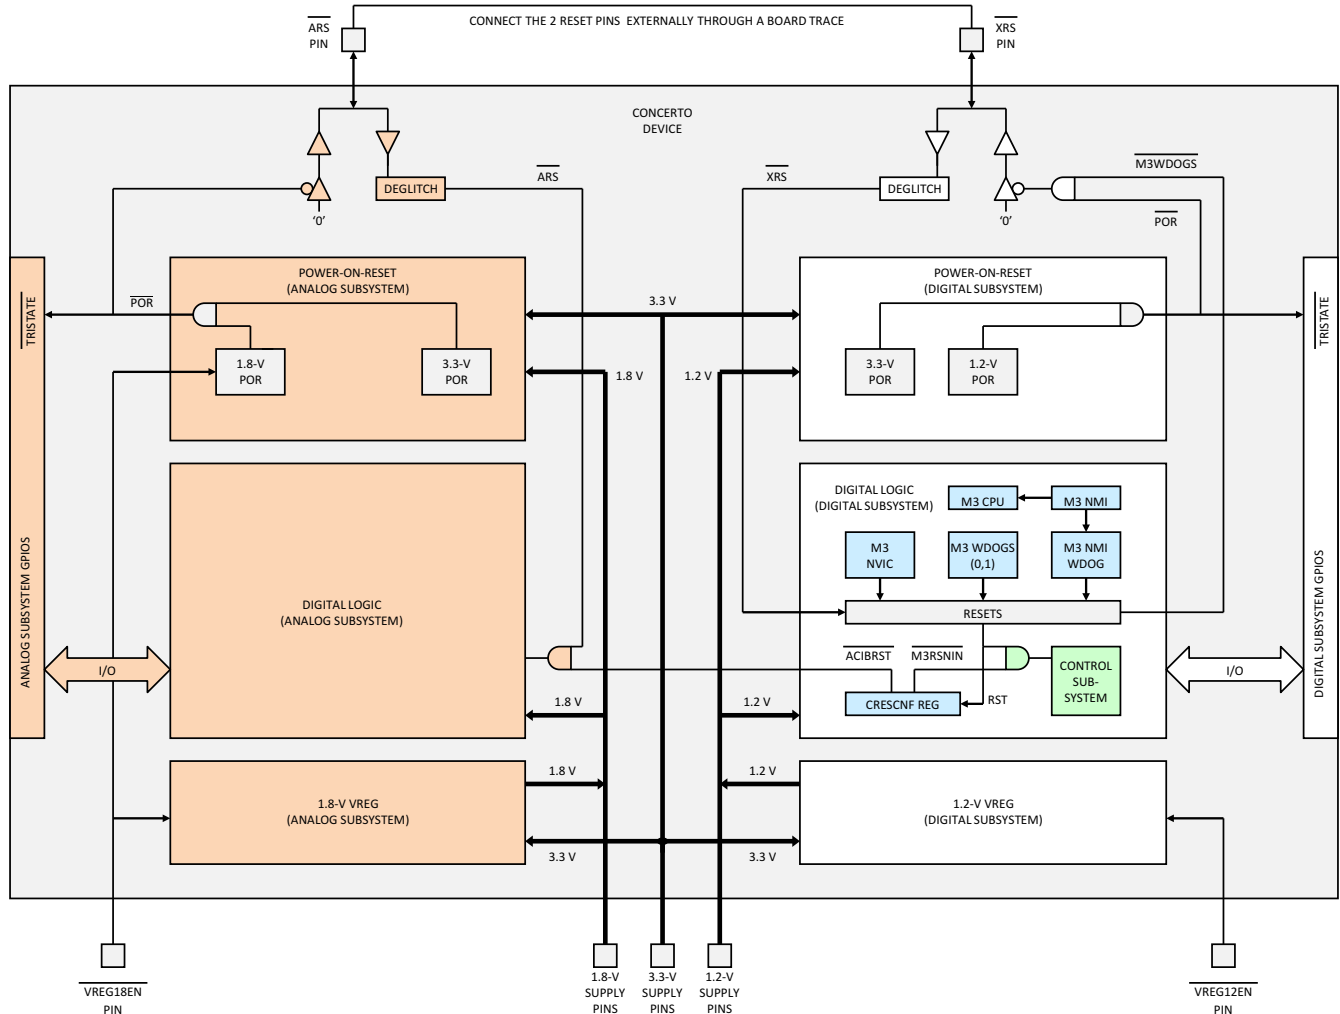 CONNECT THE 2 RESET PINS EXTERNALLY THROUGH A BOARD TRACE
ARS
PIN
XRS
PIN
CONCERTO
DEVICE
M3WDOGS
ARS
XRS
DEGLITCH
DEGLITCH
'0'
'0'
POR
POWER-ON-RESET
(ANALOG SUBSYSTEM)
POWER-ON-RESET
(DIGITAL SUBSYSTEM)
POR
3.3 V
TRISTATE
TRISTATE
1.8-V
POR
3.3-V
POR
1.8 V
1.2 V
3.3-V
POR
1.2-V
POR
DIGITAL LOGIC
(DIGITAL SUBSYSTEM)
M3 CPU
M3 NMI
M3
NVIC
M3 WDOGS
(0,1)
M3 NMI
WDOG
ANALOG SUBSYSTEM GPIOS
DIGITAL SUBSYSTEM GPIOS
DIGITAL LOGIC
(ANALOG SUBSYSTEM)
RESETS
ACIBRST
M3RSNIN
I/O
CONTROL
SUB-
SYSTEM
I/O
1.8 V
1.2 V
CRESCNF REG
RST
1.8 V
1.2 V
1.8-V VREG
(ANALOG SUBSYSTEM)
1.2-V VREG
(DIGITAL SUBSYSTEM)
3.3 V
3.3 V
VREG18EN
PIN
1.8-V
SUPPLY
PINS
3.3-V
SUPPLY
PINS
1.2-V
SUPPLY
PINS
VREG12EN
PIN